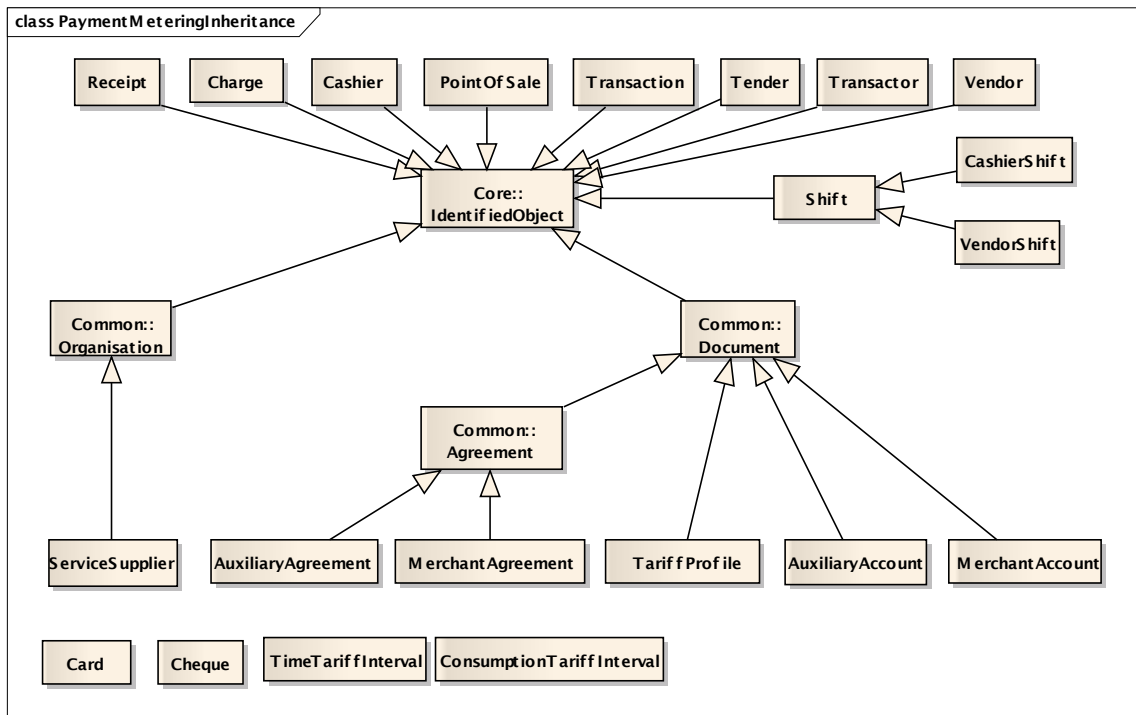 class PaymentMeteringInheritance
Receipt
Charge
Cashier
PointOfSale
Transaction
Tender
Transactor
Vendor
CashierShift
Core::
IdentifiedObject
Shift
VendorShift
Common::
Organisation
Common::
Document
Common::
Agreement
ServiceSupplier
AuxiliaryAgreement
MerchantAgreement
TariffProfile
AuxiliaryAccount
MerchantAccount
Card
Cheque
TimeTariffInterval
ConsumptionTariffInterval